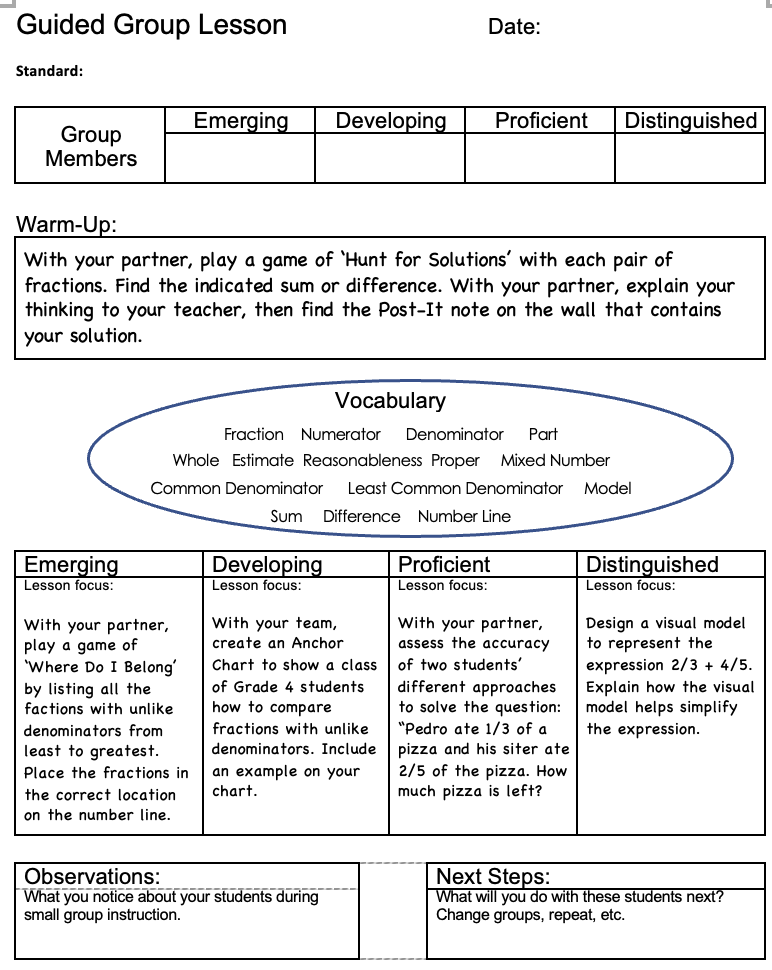 Guided Group Lesson Date:
Standard:
Group Members
Emerging Developing Proficient Distinguished
Warm-Up:
With your partner, play a game of ‘Hunt for Solutions’ with each pair of
fractions. Find the indicated sum or difference. With your partner, explain your
thinking to your teacher, then find the Post-It note on the wall that contains
your solution.
Vocabulary
Fraction Numerator Denominator Part
Whole Estimate Reasonableness Proper Mixed Number
Common Denominator Least Common Denominator Model
Sum Difference Number Line
Emerging
Lesson focus:
With your partner,
play a game of
‘Where Do I Belong’
by listing all the
factions with unlike
denominators from
least to greatest.
Place the fractions in
the correct location
on the number line.
Developing
Lesson focus:
With your team,
create an Anchor
Chart to show a class
of Grade 4 students
how to compare
fractions with unlike
denominators. Include
an example on your
chart.
Proficient
Lesson focus:
With your partner,
assess the accuracy
of two students’
different approaches
to solve the question:
“Pedro ate 1/3 of a
pizza and his siter ate
2/5 of the pizza. How
much pizza is left?
Distinguished
Lesson focus:
Design a visual model
to represent the
expression 2/3 + 4/5.
Explain how the visual
model helps simplify
the expression.
Observations:
What you notice about your students during
small group instruction.
Next Steps:
What will you do with these students next?
Change groups, repeat, etc.